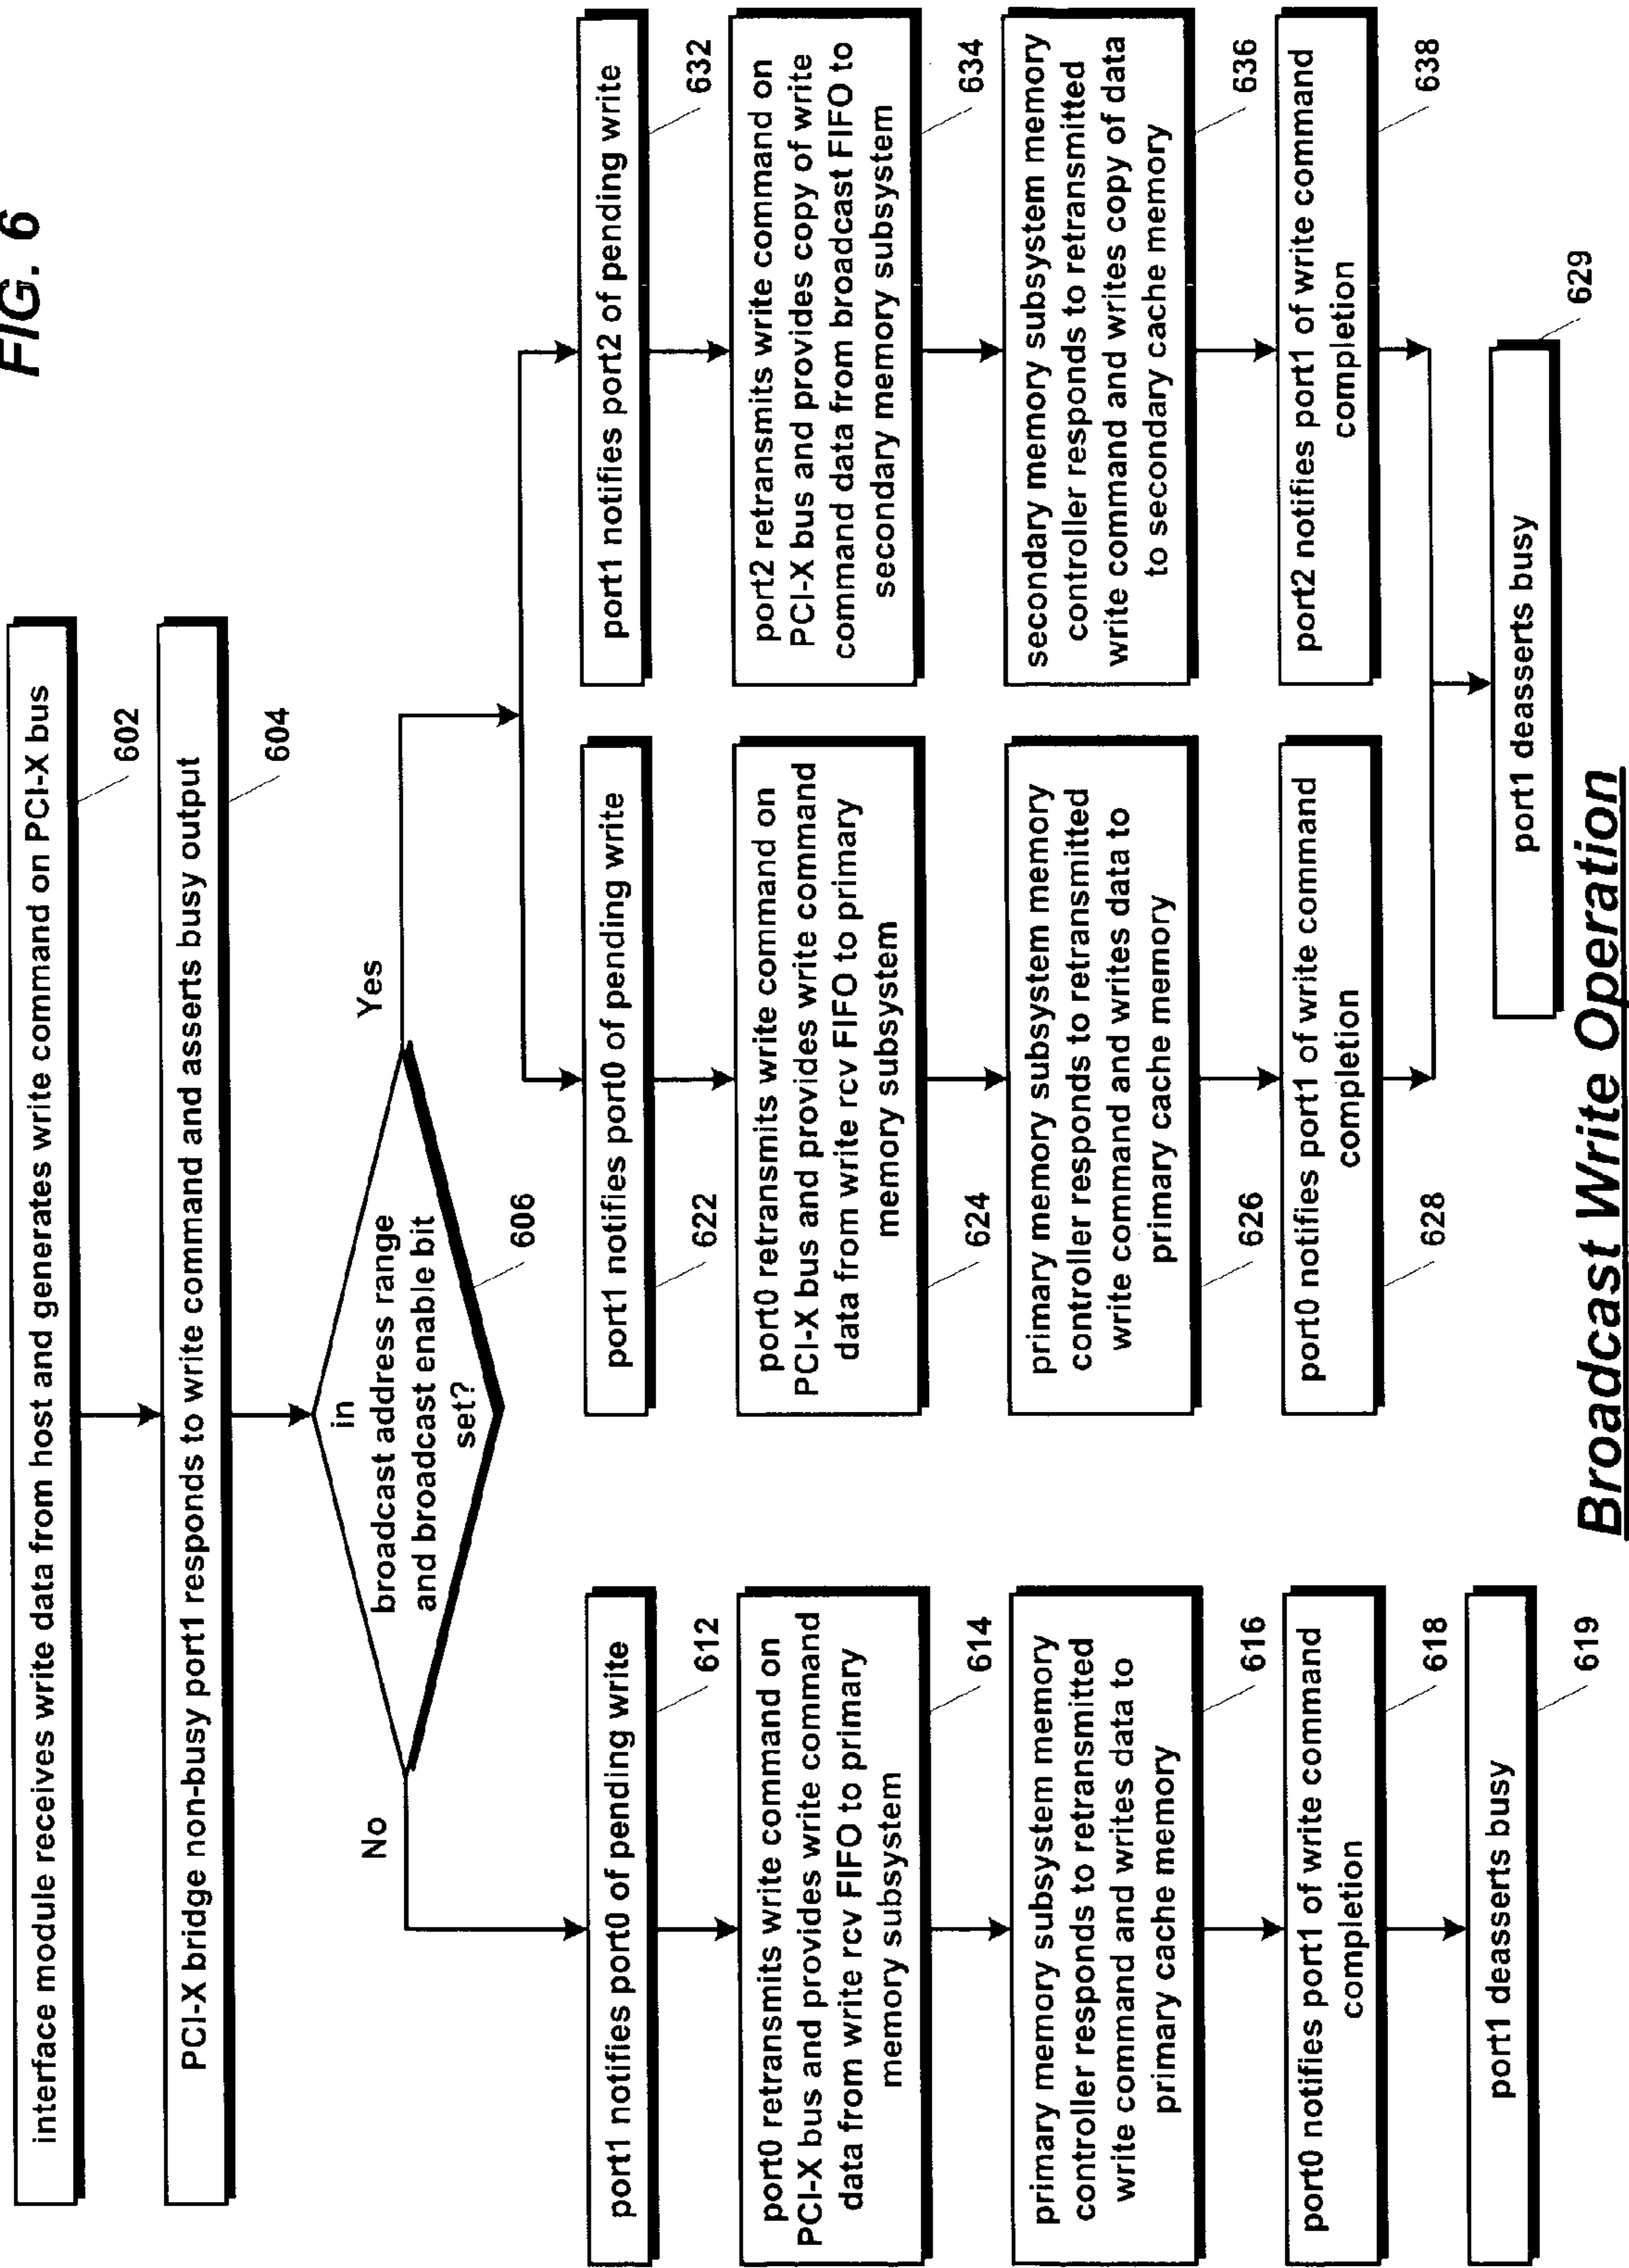 FIG. 6
interface module receives write data from host and generates write command on PCI-X bus
602
PCI-X bridge non-busy port1 responds to write command and asserts busy output
604
in
broadcast address range
and broadcast enable bit
set?
606
No
Yes
port1 notifies port0 of pending write
612
port0 retransmits write command on
PCI-X bus and provides write command
data from write rcv FIFO to primary
memory subsystem
614
primary memory subsystem memory
controller responds to retransmitted
write command and writes data to
primary cache memory
616
port0 notifies port1 of write command
completion
618
port1 deasserts busy
619
port1 notifies port0 of pending write
622
port0 retransmits write command on
PCI-X bus and provides write command
data from write rcv FIFO to primary
memory subsystem
624
primary memory subsystem memory
controller responds to retransmitted
write command and writes data to
primary cache memory
626
port0 notifies port1 of write command
completion
628
port1 notifies port2 of pending write
632
port2 retransmits write command on
PCI-X bus and provides copy of write
command data from broadcast FIFO to
secondary memory subsystem
634
secondary memory subsystem memory
controller responds to retransmitted
write command and writes copy of data
to secondary cache memory
636
port2 notifies port1 of write command
completion
638
port1 deasserts busy
629
Broadcast Write Operation